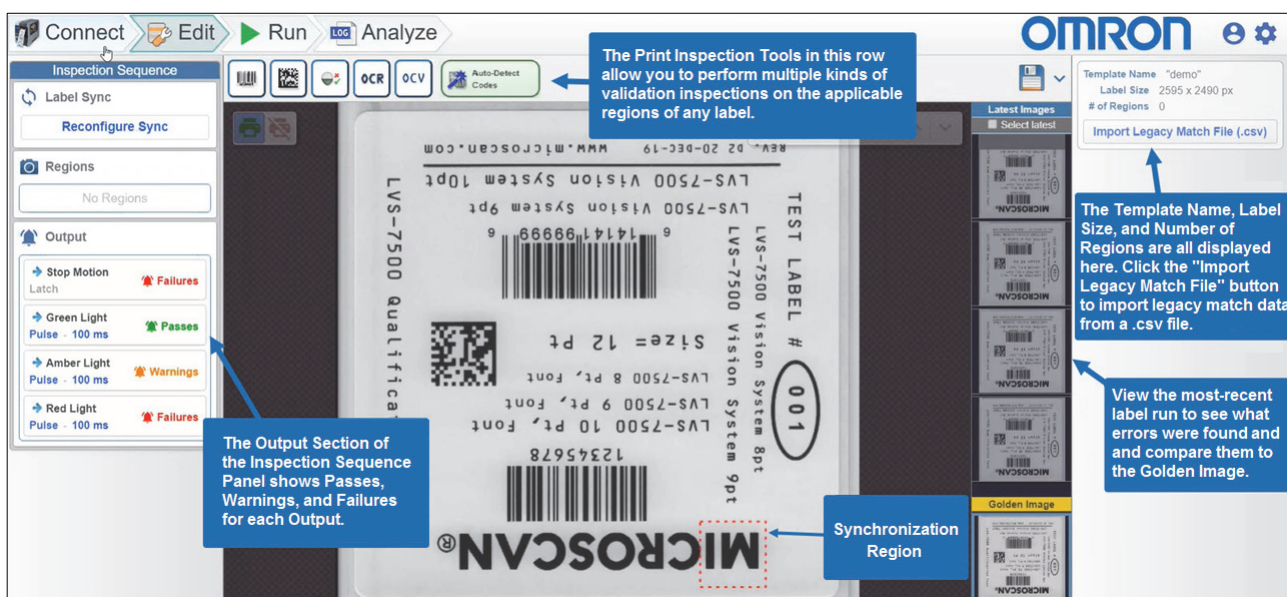 Connect
Edit
Run
LOG
Analyze
OMRON
Inspection Sequence
Label Sync
Reconfigure Sync
Regions
No Regions
Output
Stop Motion
Latch
Failures
Green Light
Pulse - 100 ms
Passes
Amber Light
Pulse - 100 ms
Warnings
Red Light
Pulse - 100 ms
Failures
OCR
OCV
Auto-Detect
Codes
The Print Inspection Tools in this row
allow you to perform multiple kinds of
validation inspections on the applicable
regions of any label.
Latest Images
Select latest
Template Name "demo"
Label Size 2595 x 2490 px
# of Regions 0
Import Legacy Match File (.csv)
The Template Name, Label
Size, and Number of
Regions are all displayed
here. Click the "Import
Legacy Match File" button
to import legacy match data
from a .csv file.
View the most-recent
label run to see what
errors were found and
and compare them to
the Golden Image.
Golden Image
The Output Section of
the Inspection Sequence
Panel shows Passes,
Warnings, and Failures
for each Output.
Synchronization
Region
MICROSCAN®
12345678
LVS-7500 10 Pt, Font
LVS-7500 9 Pt, Font
LVS-7500 8 Pt, Font
Size= 12 Pt
6 14141 99999 6
LVS-7500 Vision System 9pt
LVS-7500 Vision System 10pt
REV. D2 20-DEC-19 www.microscan.com
TEST LABEL # 001
LVS-7500 Vision System 8pt
LVS-7500 Vision System 9pt
LVS-7500 Qualificat